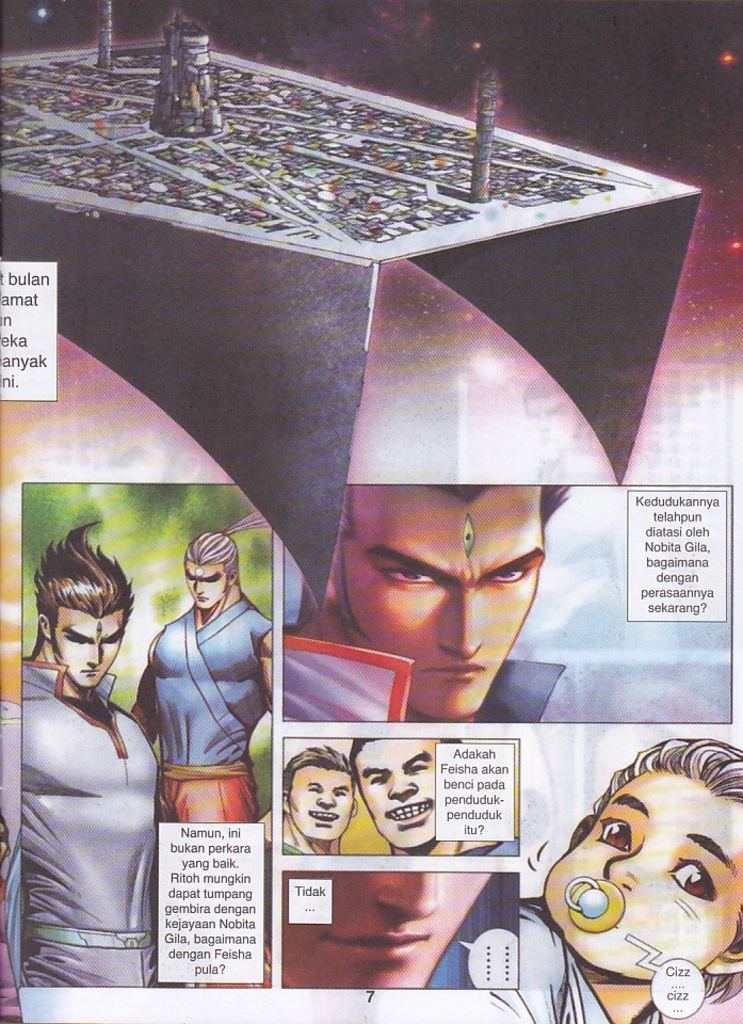 t bulan
amat
un
eka
banyak
ini.
Kedudukannya
telahpun
diatasi oleh
Nobita Gila,
bagaimana
dengan
perasaannya
sekarang?
Namun, ini
bukan perkara
yang baik.
Ritoh mungkin
dapat tumpang
gembira dengan
kejayaan Nobita
Gila, bagaimana
dengan Feisha
pula?
Adakah
Feisha akan
benci pada
penduduk-
penduduk
itu?
Tidak
...
Cizz
....
cizz
...
7